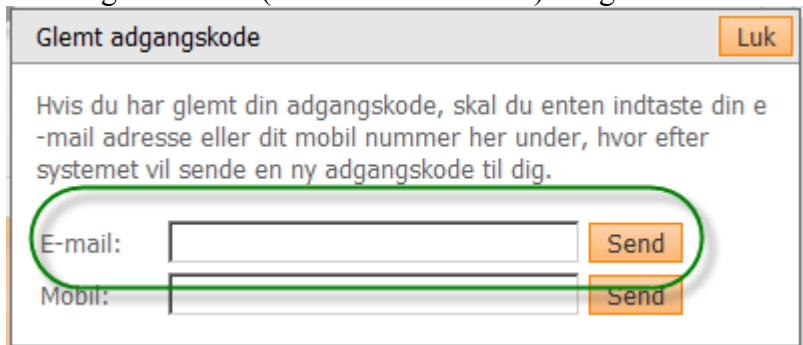 Glemt adgangskode Luk
Hvis du har glemt din adgangskode, skal du enten indtaste din e
-mail adresse eller dit mobil nummer her under, hvor efter
systemet vil sende en ny adgangskode til dig.
E-mail: Send
Mobil: Send